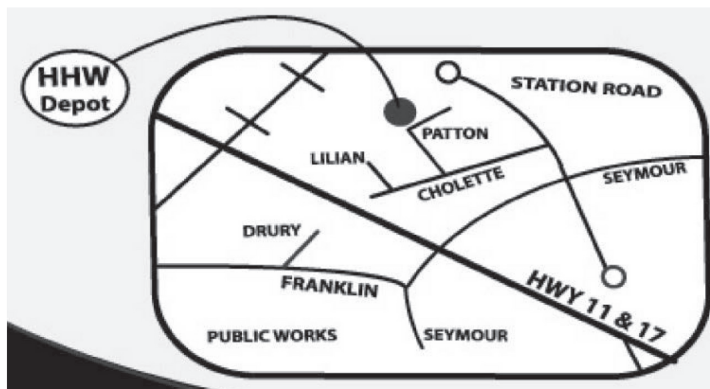 HHW
Depot
STATION ROAD
PATTON
LILIAN
CHOLETTE
SEYMOUR
DRURY
FRANKLIN
HWY 11 & 17
PUBLIC WORKS
SEYMOUR